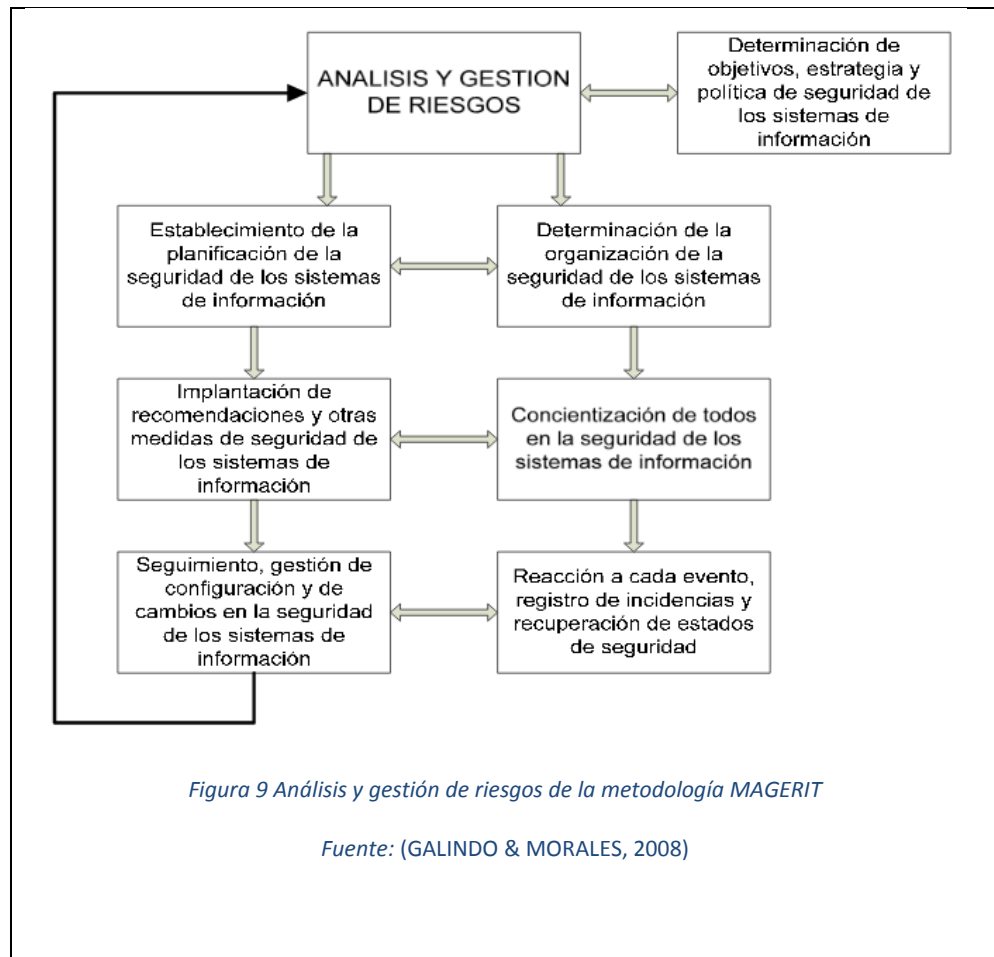 ANALISIS Y GESTION
DE RIESGOS
Determinación de
objetivos, estrategia y
política de seguridad de
los sistemas de
información
Establecimiento de la
planificación de la
seguridad de los sistemas
de información
Determinación de la
organización de la
seguridad de los sistemas
de información
Implantación de
recomendaciones y otras
medidas de seguridad de
los sistemas de
información
Concientización de todos
en la seguridad de los
sistemas de información
Seguimiento, gestión de
configuración y de
cambios en la seguridad
de los sistemas de
información
Reacción a cada evento,
registro de incidencias y
recuperación de estados
de seguridad
Figura 9 Análisis y gestión de riesgos de la metodología MAGERIT
Fuente: (GALINDO & MORALES, 2008)